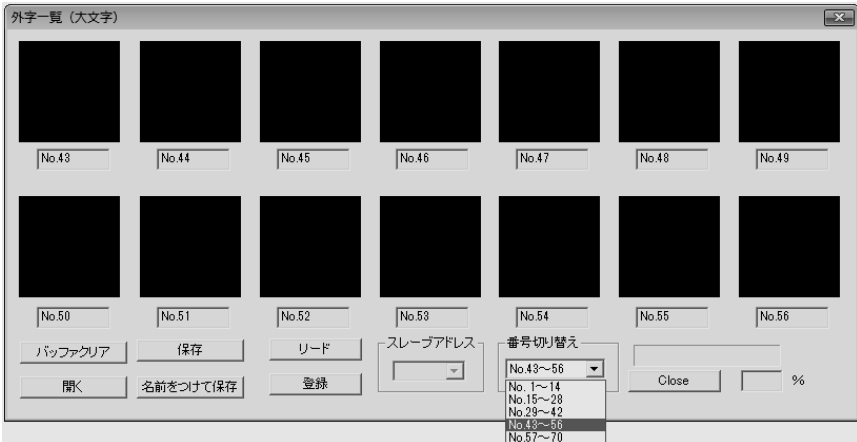 外字一覧（大文字）
No.43 No.44 No.45 No.46 No.47 No.48 No.49
No.50 No.51 No.52 No.53 No.54 No.55 No.56
バッファクリア 保存 リード スレーブアドレス 番号切り替え
No.43～56
開く 名前をつけて保存 登録 Close %
No. 1～14
No.15～28
No.29～42
No.43～56
No.57～70